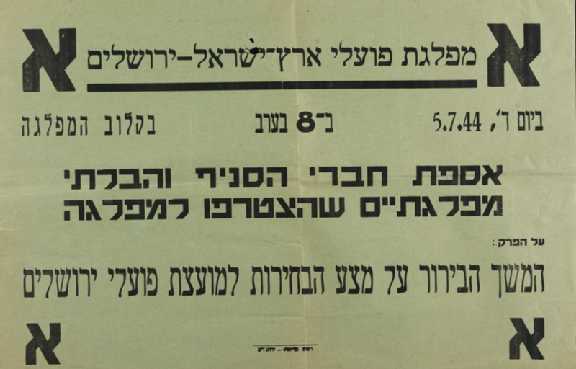 א א
מפלגת פועלי ארץ־ישראל–ירושלים
ביום ד', 5.7.44 ב־8 בערב בקלוב המפלגה
אספת חברי הסניף והבלתי
מפלגתיים שהצטרפו למפלגה
על הפרק:
המשך הבירור על מצע הבחירות למועצת פועלי ירושלים
א א